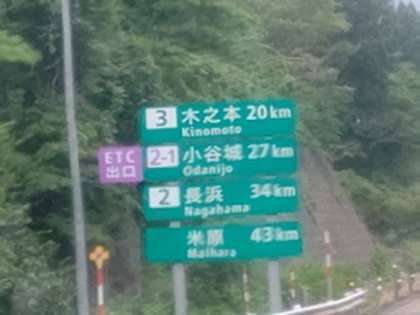 3 木之本 20km
Kinomoto
ETC
出口
2-1 小谷城 27km
Odanijo
2 長浜 34km
Nagahama
米原 43km
Maibara